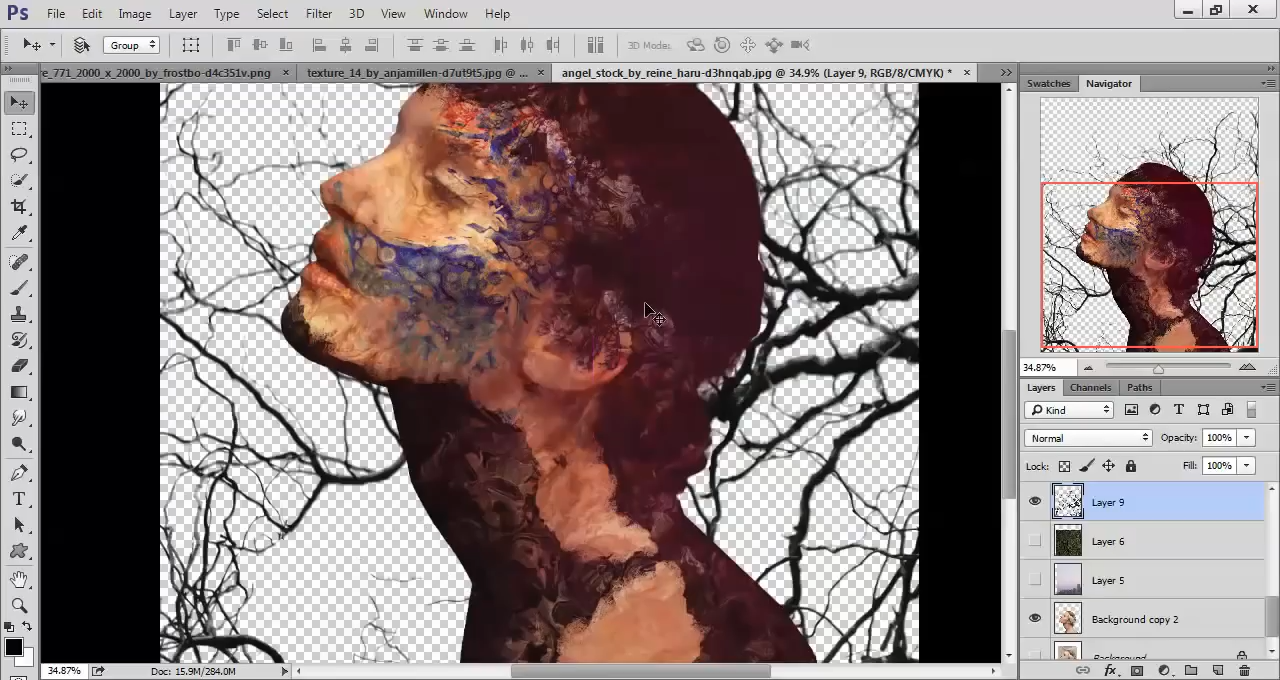 Ps File Edit Image Layer Type Select Filter 3D View Window Help
Group 3D Mode:
e_771_2000_x_2000_by_frostbo-d4c351v.png × texture_14_by_anjamillen-d7ut9t5.jpg @ ... × angel_stock_by_reine_haru-d3hnqab.jpg @ 34.9% (Layer 9, RGB/8/CMYK) * ×
Swatches Navigator
34.87%
Layers Channels Paths
Kind
Normal Opacity: 100%
Lock: Fill: 100%
Layer 9
Layer 6
Layer 5
Background copy 2
Background
34.87% Doc: 15.9M/284.0M